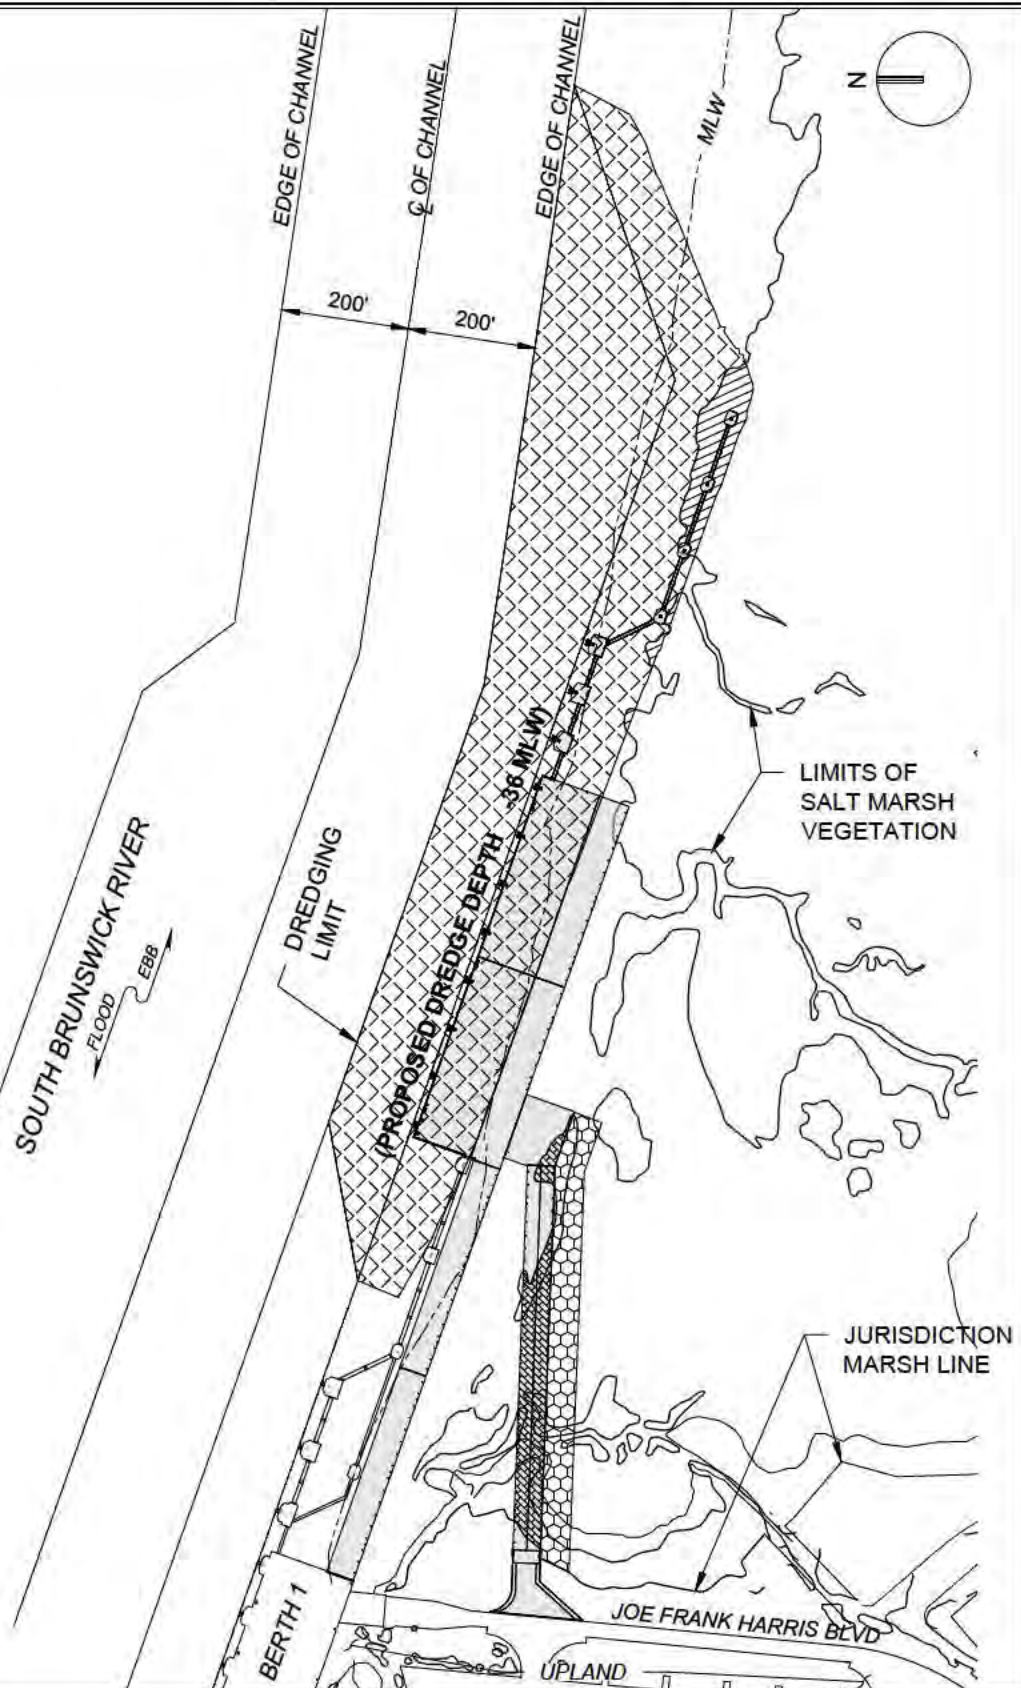 EDGE OF CHANNEL
℄ OF CHANNEL
EDGE OF CHANNEL
MLW
N
200'
200'
LIMITS OF
SALT MARSH
VEGETATION
SOUTH BRUNSWICK RIVER
FLOOD
EBB
DREDGING
LIMIT
(PROPOSED DREDGE DEPTH -36 MLW)
JURISDICTION
MARSH LINE
BERTH 1
JOE FRANK HARRIS BLVD
UPLAND